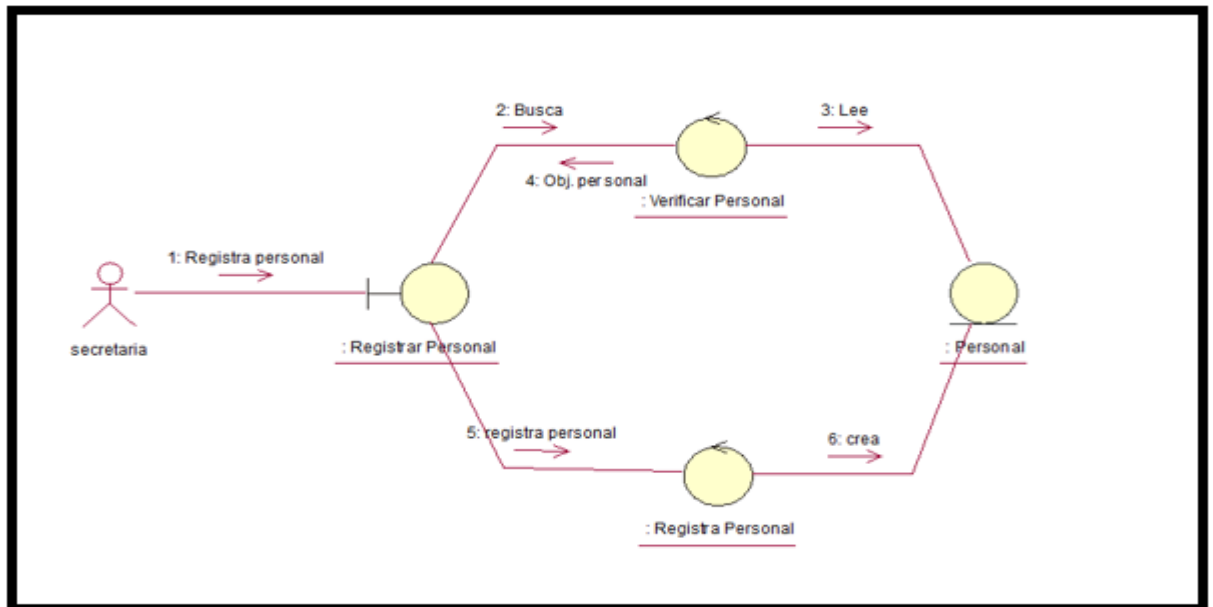 2: Busca
3: Lee
4: Obj. personal
: Verificar Personal
1: Registra personal
secretaria
: Registrar Personal
: Personal
5: registra personal
6: crea
: Registra Personal